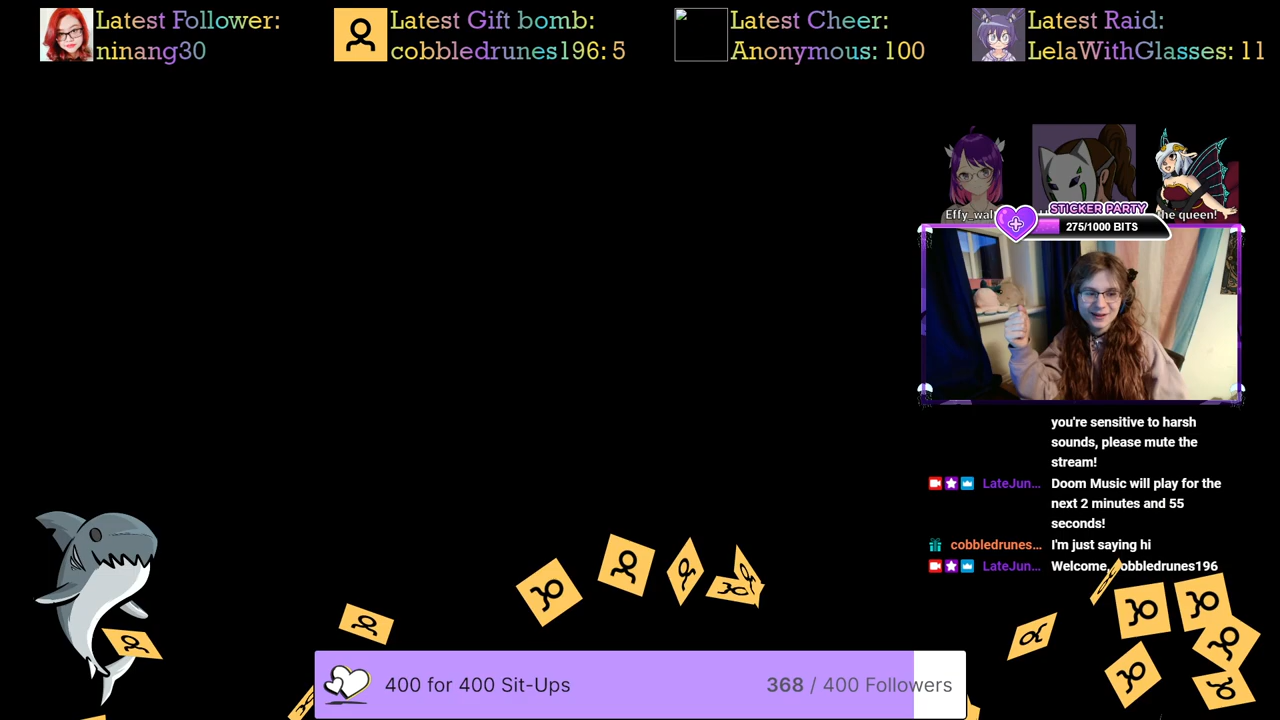 Latest Follower:
ninang30
Latest Gift bomb:
cobbledrunes196: 5
Latest Cheer:
Anonymous: 100
Latest Raid:
LelaWithGlasses: 11
Effy_wal
the queen!
STICKER PARTY
275/1000 BITS
you're sensitive to harsh
sounds, please mute the
stream!
LateJun... Doom Music will play for the
next 2 minutes and 55
seconds!
cobbledrunes... I'm just saying hi
LateJun... Welcome, cobbledrunes196
400 for 400 Sit-Ups
368 / 400 Followers